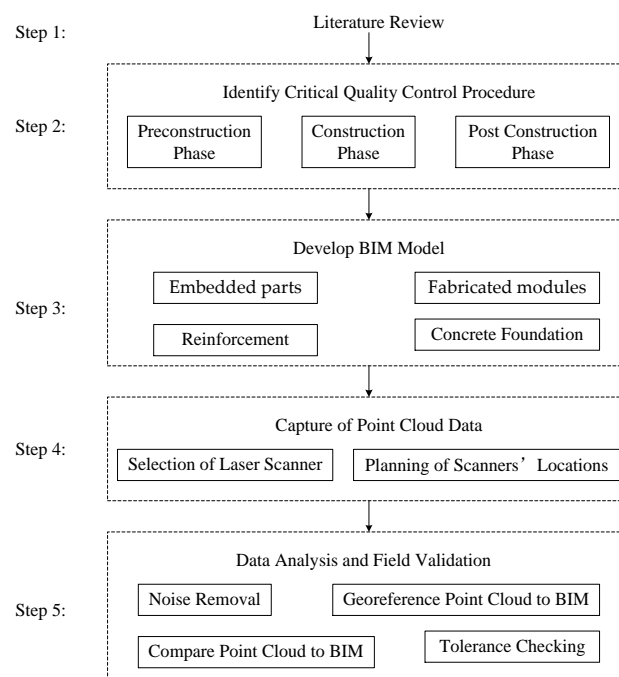 Step 1:
Literature Review
Step 2:
Identify Critical Quality Control Procedure
Preconstruction
Phase
Construction
Phase
Post Construction
Phase
Step 3:
Develop BIM Model
Embedded parts
Fabricated modules
Reinforcement
Concrete Foundation
Step 4:
Capture of Point Cloud Data
Selection of Laser Scanner
Planning of Scanners’ Locations
Step 5:
Data Analysis and Field Validation
Noise Removal
Georeference Point Cloud to BIM
Compare Point Cloud to BIM
Tolerance Checking